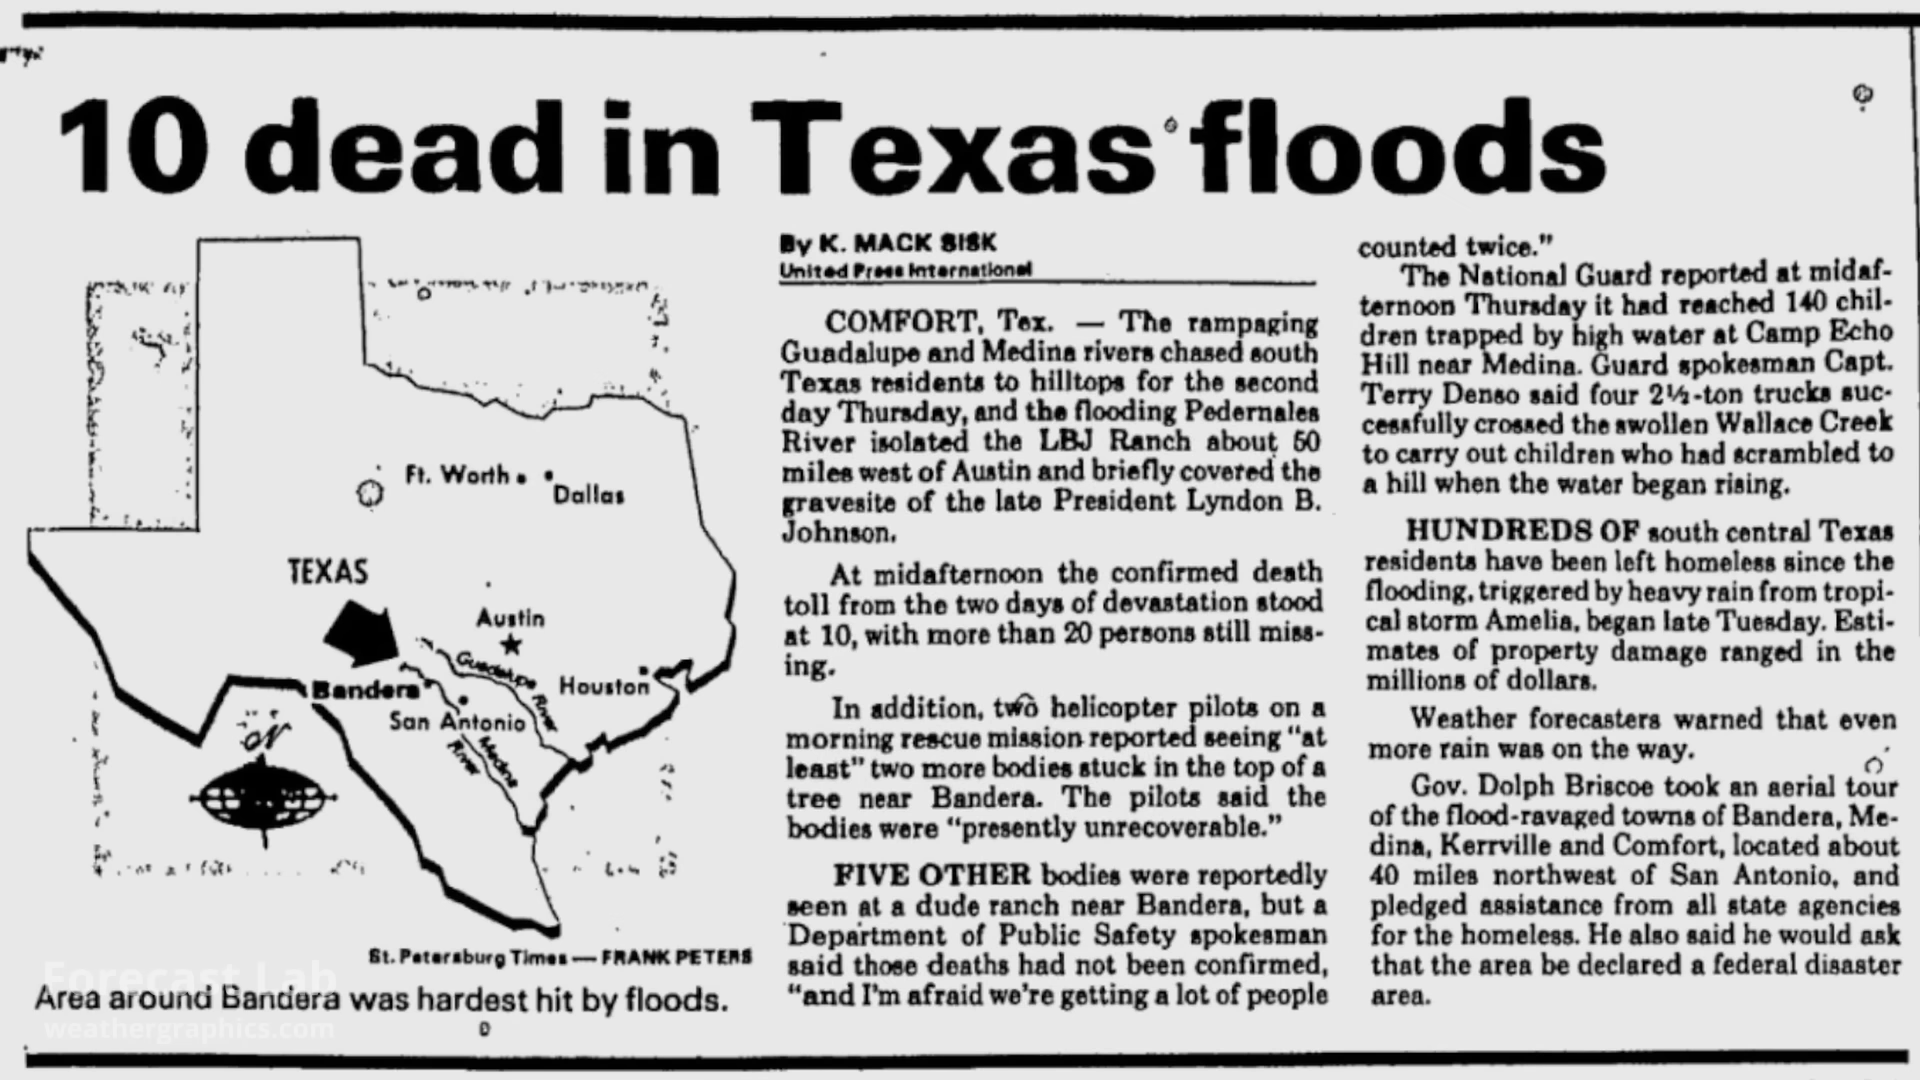 10 dead in Texas floods
By K. MACK SISK
United Press International
COMFORT, Tex. — The rampaging
Guadalupe and Medina rivers chased south
Texas residents to hilltops for the second
day Thursday, and the flooding Pedernales
River isolated the LBJ Ranch about 50
miles west of Austin and briefly covered the
gravesite of the late President Lyndon B.
Johnson.
At midafternoon the confirmed death
toll from the two days of devastation stood
at 10, with more than 20 persons still miss-
ing.
In addition, two helicopter pilots on a
morning rescue mission reported seeing “at
least” two more bodies stuck in the top of a
tree near Bandera. The pilots said the
bodies were “presently unrecoverable.”
FIVE OTHER bodies were reportedly
seen at a dude ranch near Bandera, but a
Department of Public Safety spokesman
said those deaths had not been confirmed,
“and I'm afraid we're getting a lot of people
counted twice.”
The National Guard reported at midaf-
ternoon Thursday it had reached 140 chil-
dren trapped by high water at Camp Echo
Hill near Medina. Guard spokesman Capt.
Terry Denso said four 2½-ton trucks suc-
cessfully crossed the swollen Wallace Creek
to carry out children who had scrambled to
a hill when the water began rising.
HUNDREDS OF south central Texas
residents have been left homeless since the
flooding, triggered by heavy rain from tropi-
cal storm Amelia, began late Tuesday. Esti-
mates of property damage ranged in the
millions of dollars.
Weather forecasters warned that even
more rain was on the way.
Gov. Dolph Briscoe took an aerial tour
of the flood-ravaged towns of Bandera, Me-
dina, Kerrville and Comfort, located about
40 miles northwest of San Antonio, and
pledged assistance from all state agencies
for the homeless. He also said he would ask
that the area be declared a federal disaster
area.
Ft. Worth
Dallas
TEXAS
Austin
Guadalupe River
Houston
Bandera
San Antonio
Medina
River
N
St. Petersburg Times — FRANK PETERS
Area around Bandera was hardest hit by floods.
Forecast Lab
weathergraphics.com